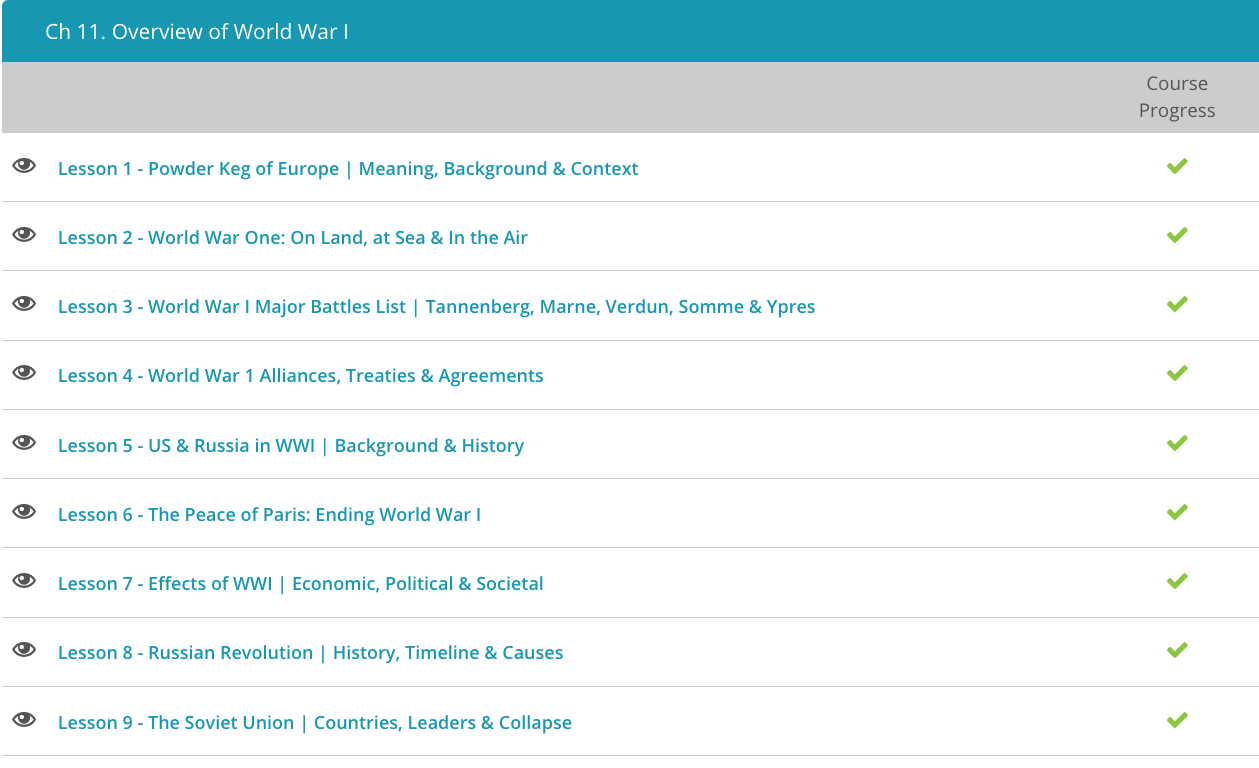 Ch 11. Overview of World War I
Course
Progress
Lesson 1 - Powder Keg of Europe | Meaning, Background & Context
Lesson 2 - World War One: On Land, at Sea & In the Air
Lesson 3 - World War I Major Battles List | Tannenberg, Marne, Verdun, Somme & Ypres
Lesson 4 - World War 1 Alliances, Treaties & Agreements
Lesson 5 - US & Russia in WWI | Background & History
Lesson 6 - The Peace of Paris: Ending World War I
Lesson 7 - Effects of WWI | Economic, Political & Societal
Lesson 8 - Russian Revolution | History, Timeline & Causes
Lesson 9 - The Soviet Union | Countries, Leaders & Collapse